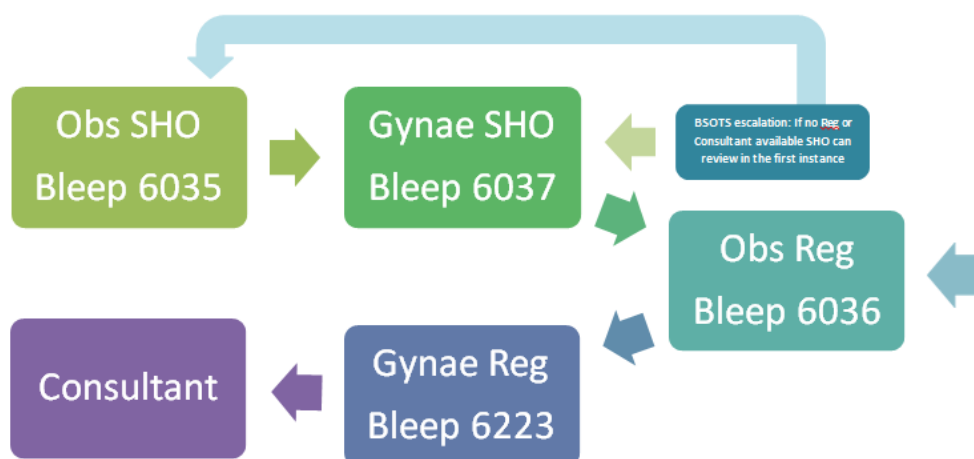 Obs SHO
Bleep 6035
Gynae SHO
Bleep 6037
BSOTS escalation: If no Reg or
Consultant available SHO can
review in the first instance
Obs Reg
Bleep 6036
Gynae Reg
Bleep 6223
Consultant